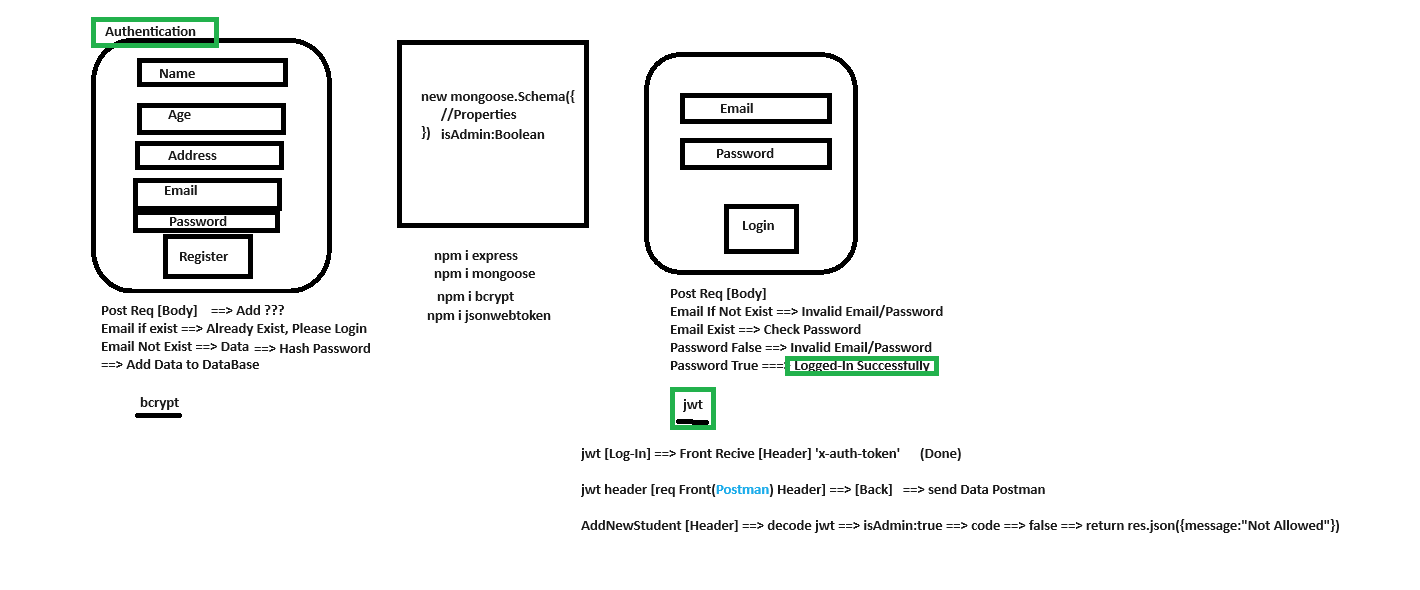 Authentication
Name
Age
Address
Email
Password
Register
Post Req [Body] ==> Add ???
Email if exist ==> Already Exist, Please Login
Email Not Exist ==> Data ==> Hash Password
==> Add Data to DataBase
bcrypt
new mongoose.Schema({
//Properties
}) isAdmin:Boolean
npm i express
npm i mongoose
npm i bcrypt
npm i jsonwebtoken
Email
Password
Login
Post Req [Body]
Email If Not Exist ==> Invalid Email/Password
Email Exist ==> Check Password
Password False ==> Invalid Email/Password
Password True ===> Logged-In Successfully
jwt
jwt [Log-In] ==> Front Recive [Header] 'x-auth-token' (Done)
jwt header [req Front(Postman) Header] ==> [Back] ==> send Data Postman
AddNewStudent [Header] ==> decode jwt ==> isAdmin:true ==> code ==> false ==> return res.json({message:"Not Allowed"})